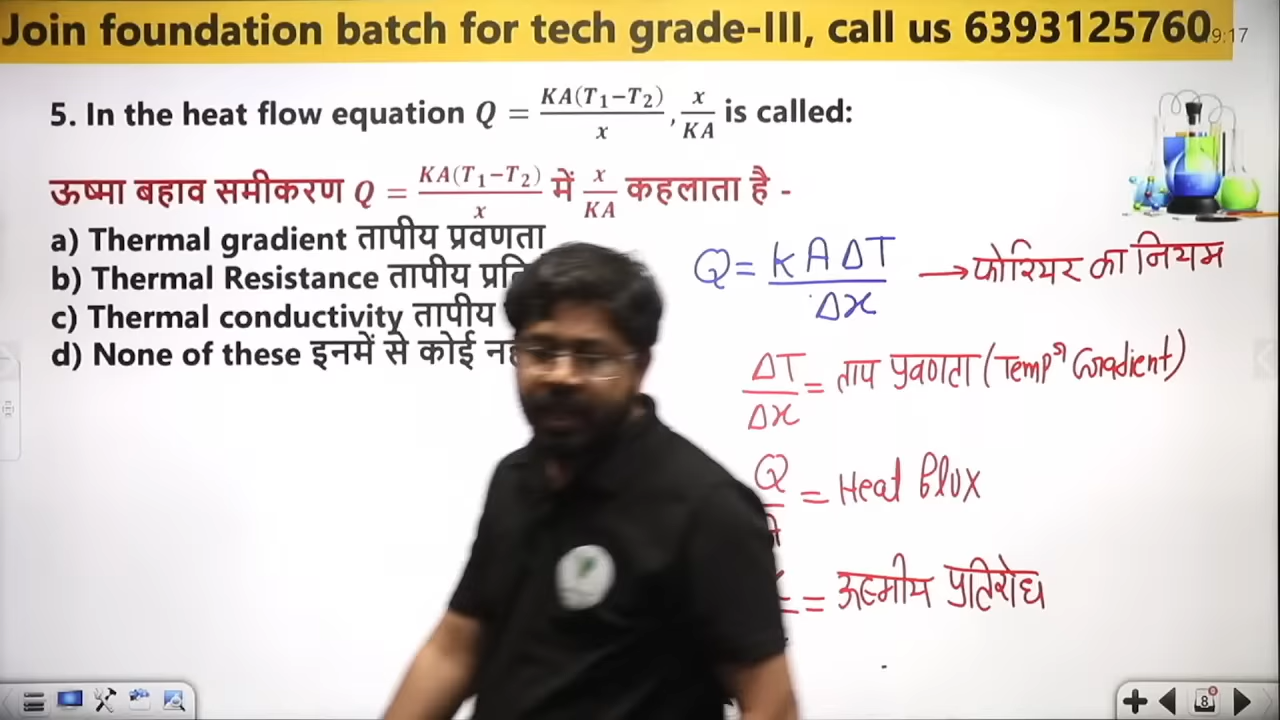 Join foundation batch for tech grade-III, call us 6393125760
9:17
5. In the heat flow equation Q = KA(T₁−T₂)/x , x/KA is called:
ऊष्मा बहाव समीकरण Q = KA(T₁−T₂)/x में x/KA कहलाता है -
a) Thermal gradient तापीय प्रवणता
b) Thermal Resistance तापीय
c) Thermal conductivity तापीय
d) None of these इनमें से कोई
Q = KAΔT/Δx → फोरियर का नियम
ΔT/Δx = ताप प्रवणता (Tempʳ Gradient)
Q = Heat flux
= ऊष्मीय प्रतिरोध
8